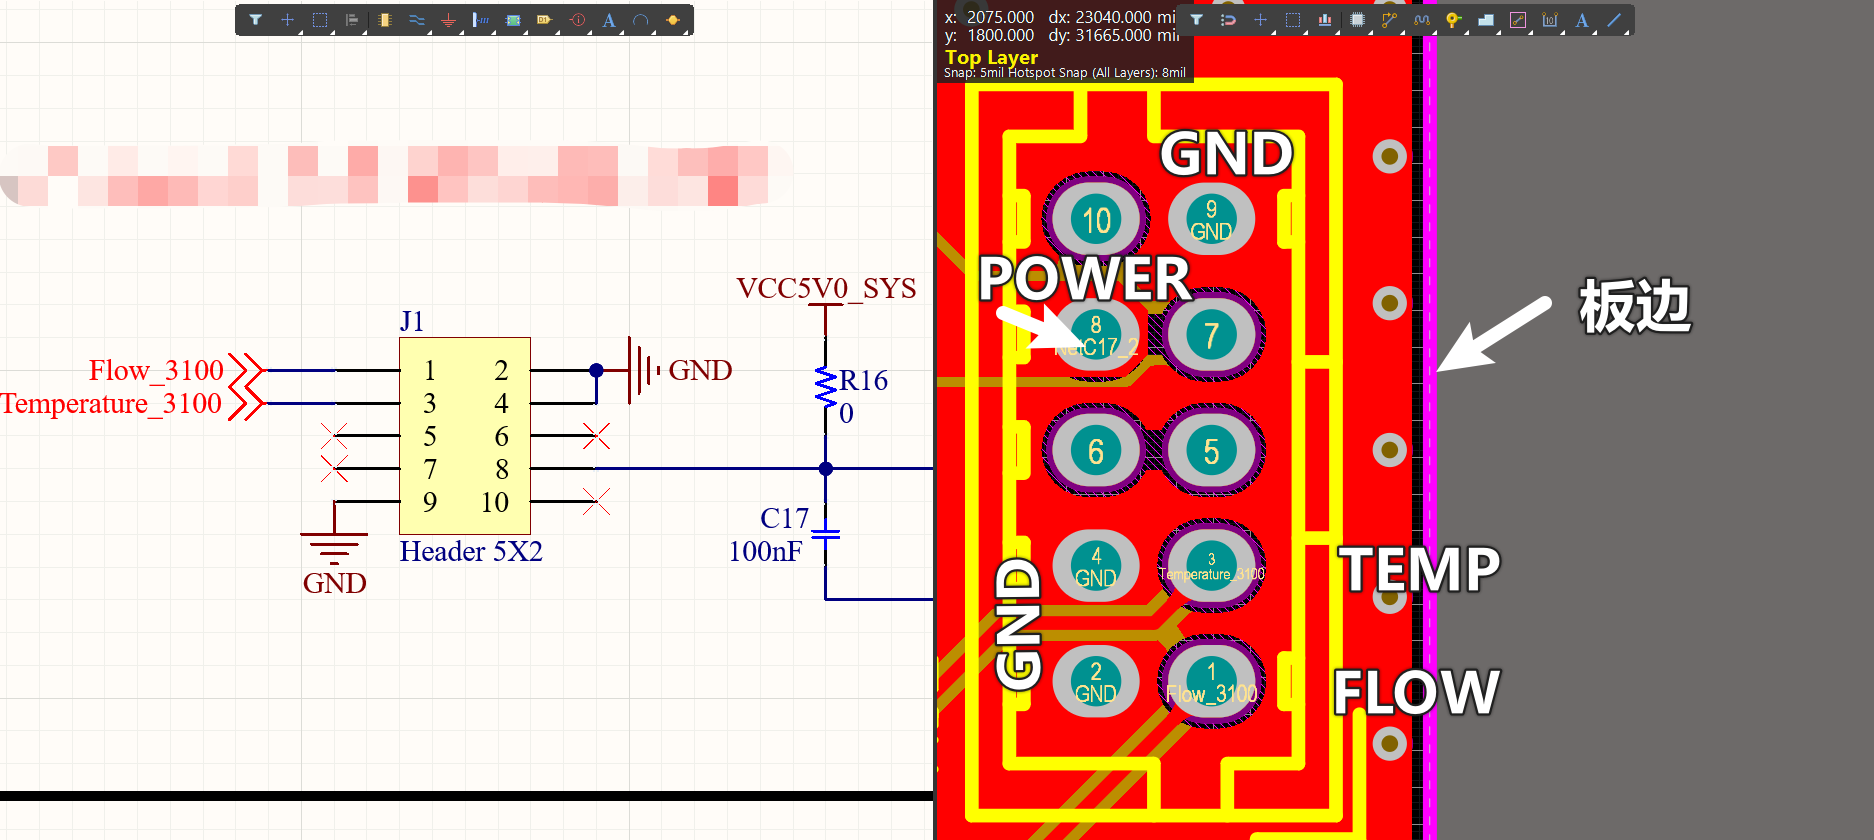 VCC5V0_SYS
J1
Flow_3100
1
2
GND
R16
0
Temperature_3100
3
4
5
6
7
8
9
10
C17
100nF
Header 5X2
GND
x: 2075.000 dx: 23040.000 mil
y: 1800.000 dy: 31665.000 mil
Top Layer
Snap: 5mil Hotspot Snap (All Layers): 8mil
GND
10
9
GND
POWER
8
NetC17_2
7
板边
6
5
4
GND
3
Temperature_3100
TEMP
GND
2
GND
1
Flow_3100
FLOW